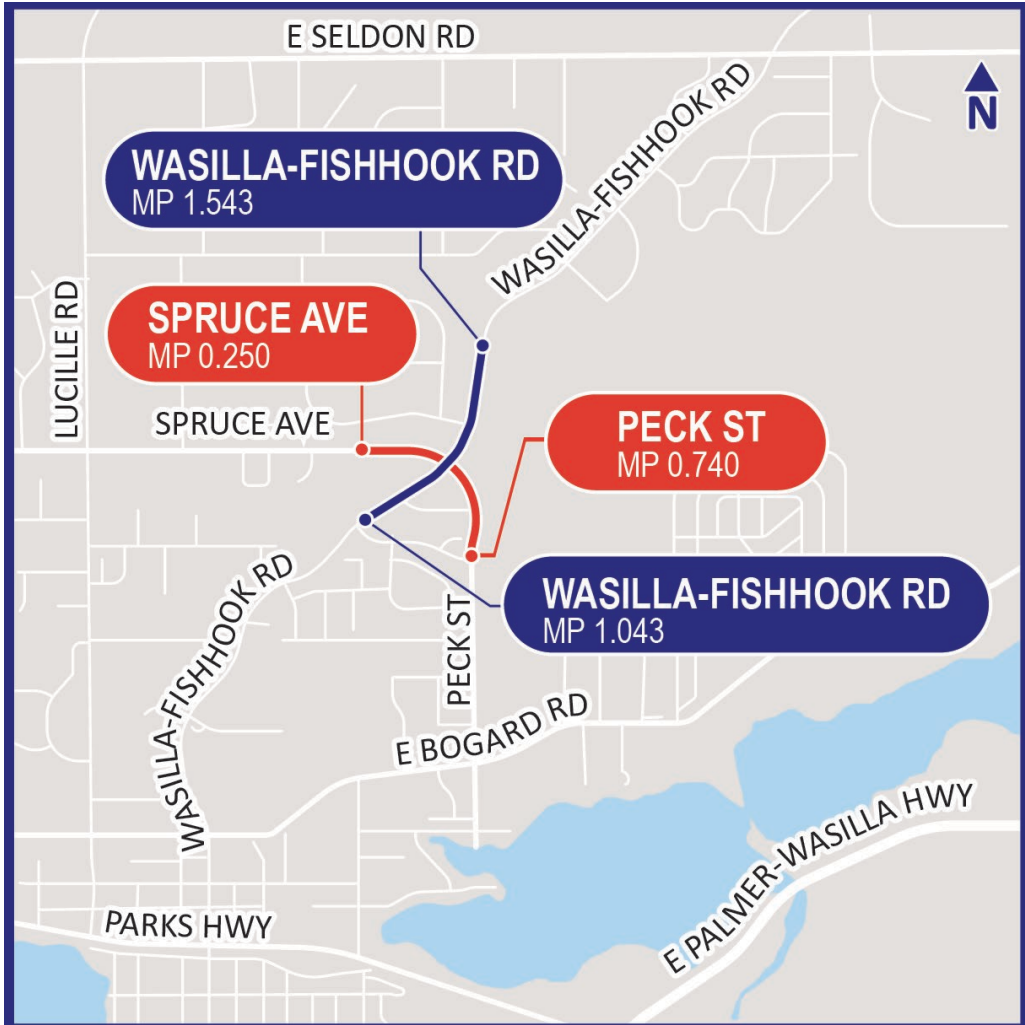 E SELDON RD
N
WASILLA-FISHHOOK RD
WASILLA-FISHHOOK RD
MP 1.543
LUCILLE RD
SPRUCE AVE
MP 0.250
SPRUCE AVE
PECK ST
MP 0.740
WASILLA-FISHHOOK RD
MP 1.043
WASILLA-FISHHOOK RD
PECK ST
E BOGARD RD
E PALMER-WASILLA HWY
PARKS HWY